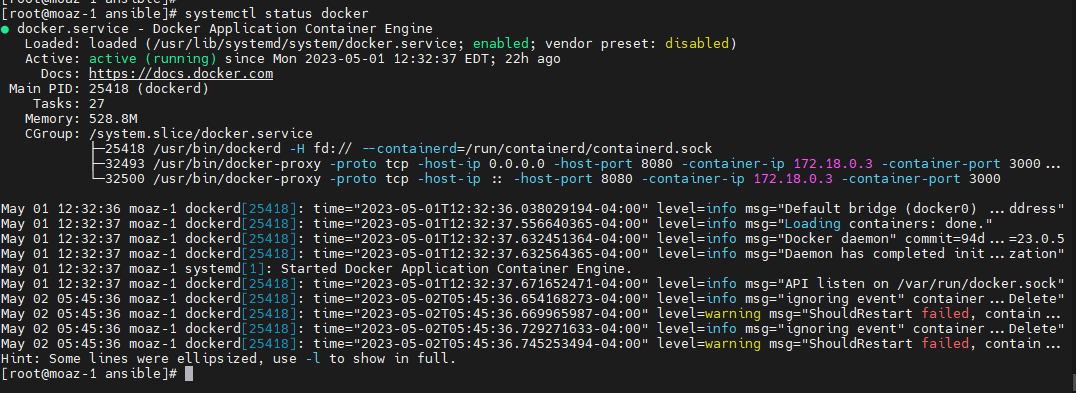 [root@moaz-1 ansible]#
[root@moaz-1 ansible]# systemctl status docker
● docker.service - Docker Application Container Engine
   Loaded: loaded (/usr/lib/systemd/system/docker.service; enabled; vendor preset: disabled)
   Active: active (running) since Mon 2023-05-01 12:32:37 EDT; 22h ago
     Docs: https://docs.docker.com
 Main PID: 25418 (dockerd)
    Tasks: 27
   Memory: 528.8M
   CGroup: /system.slice/docker.service
           ├─25418 /usr/bin/dockerd -H fd:// --containerd=/run/containerd/containerd.sock
           ├─32493 /usr/bin/docker-proxy -proto tcp -host-ip 0.0.0.0 -host-port 8080 -container-ip 172.18.0.3 -container-port 3000...
           └─32500 /usr/bin/docker-proxy -proto tcp -host-ip :: -host-port 8080 -container-ip 172.18.0.3 -container-port 3000
May 01 12:32:36 moaz-1 dockerd[25418]: time="2023-05-01T12:32:36.038029194-04:00" level=info msg="Default bridge (docker0) ...ddress"
May 01 12:32:37 moaz-1 dockerd[25418]: time="2023-05-01T12:32:37.556640365-04:00" level=info msg="Loading containers: done."
May 01 12:32:37 moaz-1 dockerd[25418]: time="2023-05-01T12:32:37.632451364-04:00" level=info msg="Docker daemon" commit=94d...=23.0.5
May 01 12:32:37 moaz-1 dockerd[25418]: time="2023-05-01T12:32:37.632564365-04:00" level=info msg="Daemon has completed init...zation"
May 01 12:32:37 moaz-1 systemd[1]: Started Docker Application Container Engine.
May 01 12:32:37 moaz-1 dockerd[25418]: time="2023-05-01T12:32:37.671652471-04:00" level=info msg="API listen on /var/run/docker.sock"
May 02 05:45:36 moaz-1 dockerd[25418]: time="2023-05-02T05:45:36.654168273-04:00" level=info msg="ignoring event" container...Delete"
May 02 05:45:36 moaz-1 dockerd[25418]: time="2023-05-02T05:45:36.669965987-04:00" level=warning msg="ShouldRestart failed, contain...
May 02 05:45:36 moaz-1 dockerd[25418]: time="2023-05-02T05:45:36.729271633-04:00" level=info msg="ignoring event" container...Delete"
May 02 05:45:36 moaz-1 dockerd[25418]: time="2023-05-02T05:45:36.745253494-04:00" level=warning msg="ShouldRestart failed, contain...
Hint: Some lines were ellipsized, use -l to show in full.
[root@moaz-1 ansible]#